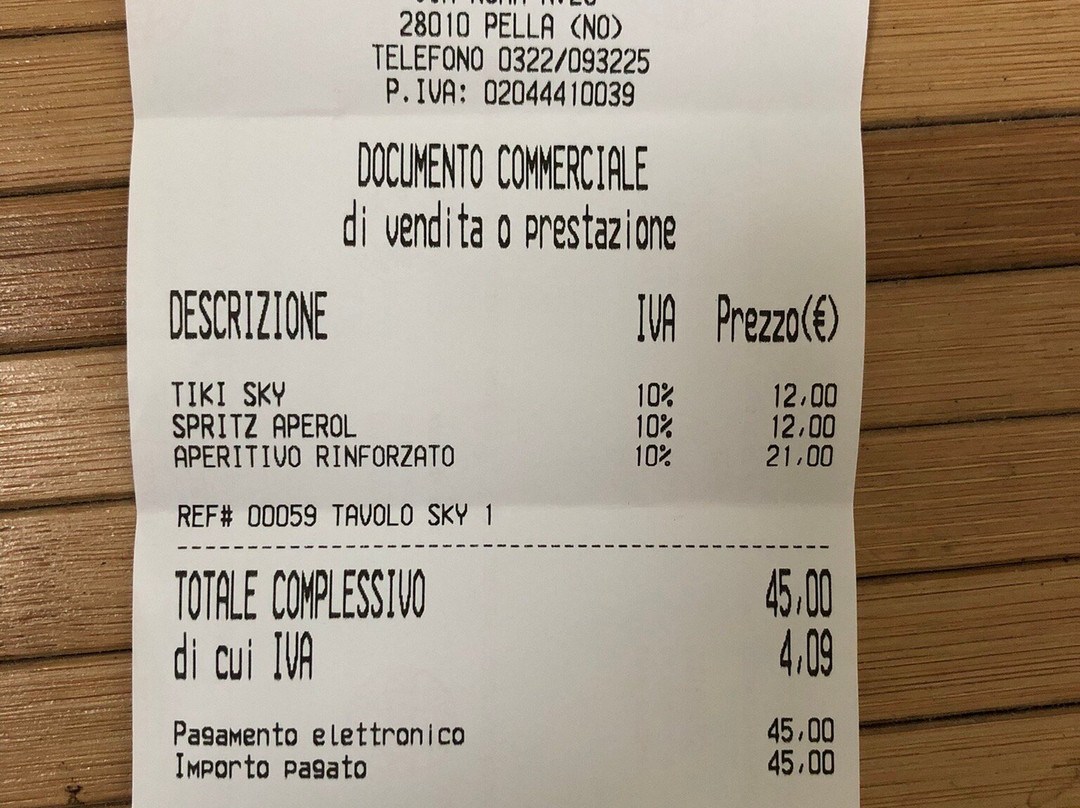 28010 PELLA (NO)
TELEFONO 0322/093225
P.IVA: 02044410039
DOCUMENTO COMMERCIALE
di vendita o prestazione
DESCRIZIONE IVA Prezzo(€)
TIKI SKY 10% 12,00
SPRITZ APEROL 10% 12,00
APERITIVO RINFORZATO 10% 21,00
REF# 00059 TAVOLO SKY 1
TOTALE COMPLESSIVO 45,00
di cui IVA 4,09
Pagamento elettronico 45,00
Importo pagato 45,00